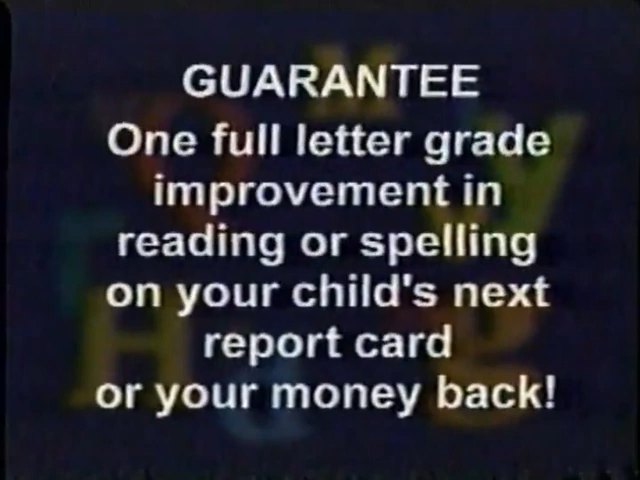 GUARANTEE
One full letter grade
improvement in
reading or spelling
on your child's next
report card
or your money back!